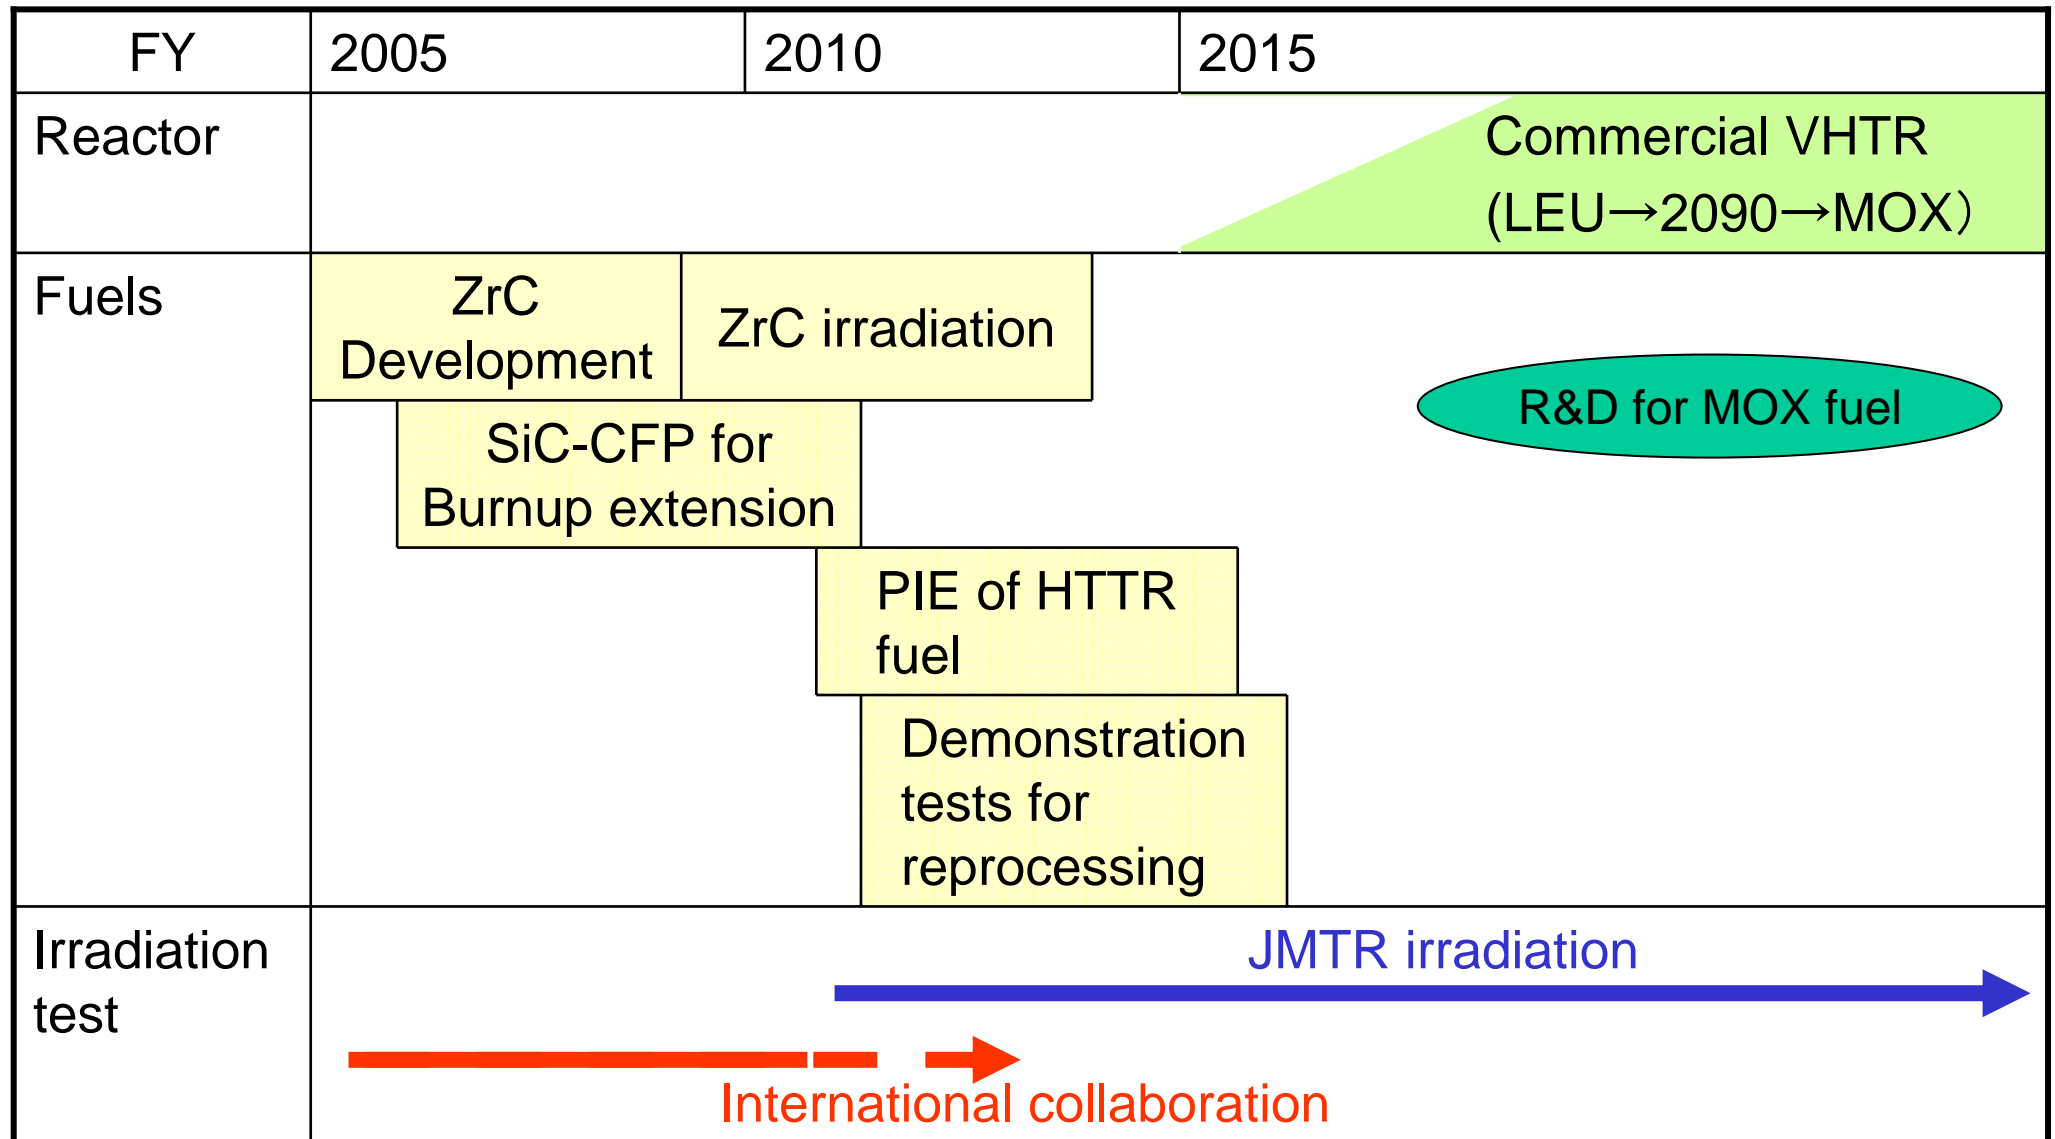 FY 2005 2010 2015
Reactor
Commercial VHTR
(LEU→2090→MOX）
Fuels
ZrC
Development
ZrC irradiation
R&D for MOX fuel
SiC-CFP for
Burnup extension
PIE of HTTR
fuel
Demonstration
tests for
reprocessing
Irradiation
test
JMTR irradiation
International collaboration